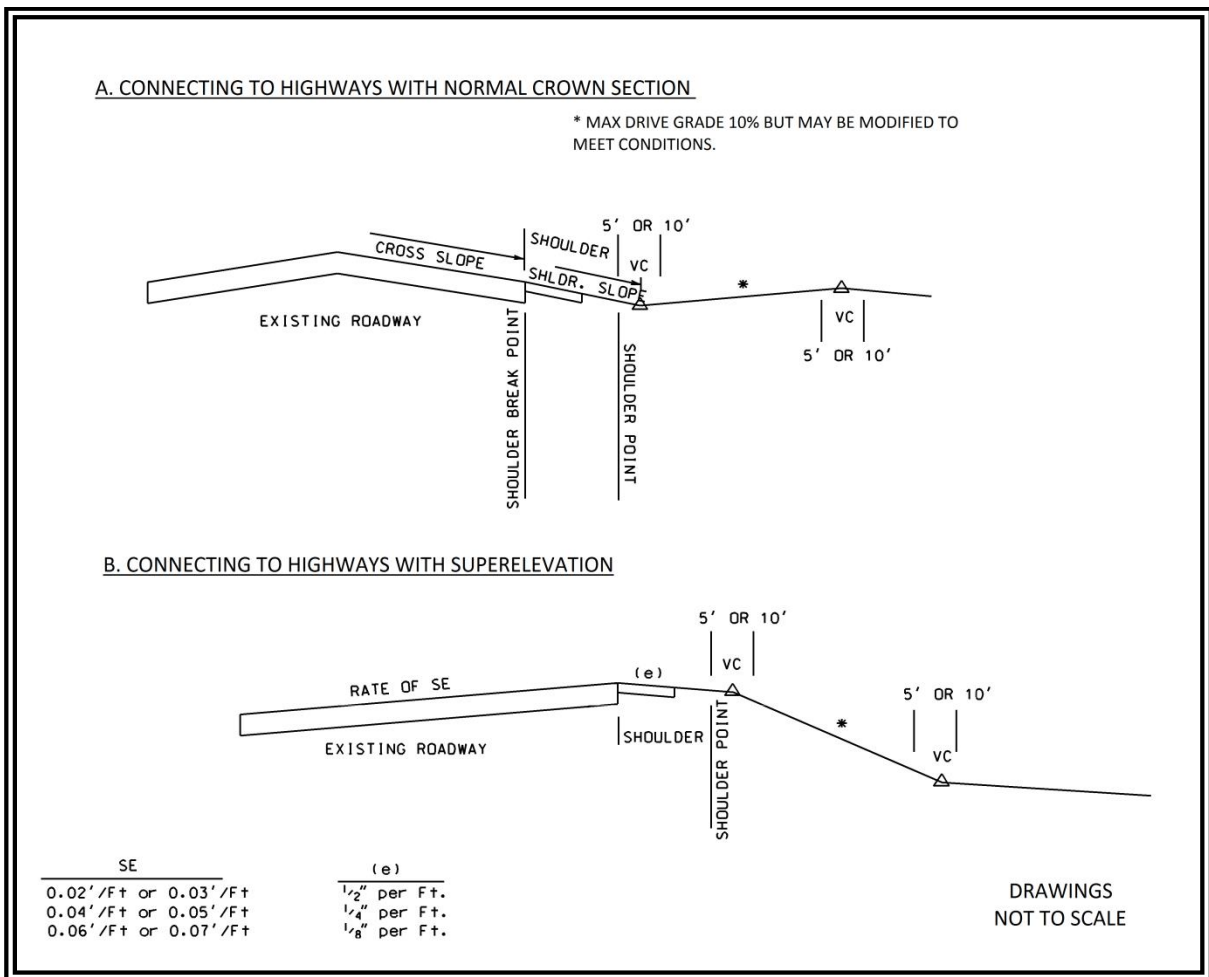 A. CONNECTING TO HIGHWAYS WITH NORMAL CROWN SECTION
* MAX DRIVE GRADE 10% BUT MAY BE MODIFIED TO
MEET CONDITIONS.
5' OR 10'
SHOULDER
VC
CROSS SLOPE
SHLDR. SLOPE
*
EXISTING ROADWAY
VC
5' OR 10'
SHOULDER BREAK POINT
SHOULDER POINT
B. CONNECTING TO HIGHWAYS WITH SUPERELEVATION
5' OR 10'
VC
(e)
RATE OF SE
5' OR 10'
*
SHOULDER
EXISTING ROADWAY
VC
SHOULDER POINT
SE (e)
0.02'/Ft or 0.03'/Ft 1/2" per Ft.
0.04'/Ft or 0.05'/Ft 1/4" per Ft.
0.06'/Ft or 0.07'/Ft 1/8" per Ft.
DRAWINGS
NOT TO SCALE